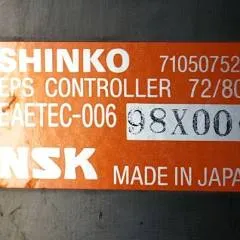 SHINKO 71050752
EPS CONTROLLER 72/80
EAETEC-006 98X00
NSK MADE IN JAPA